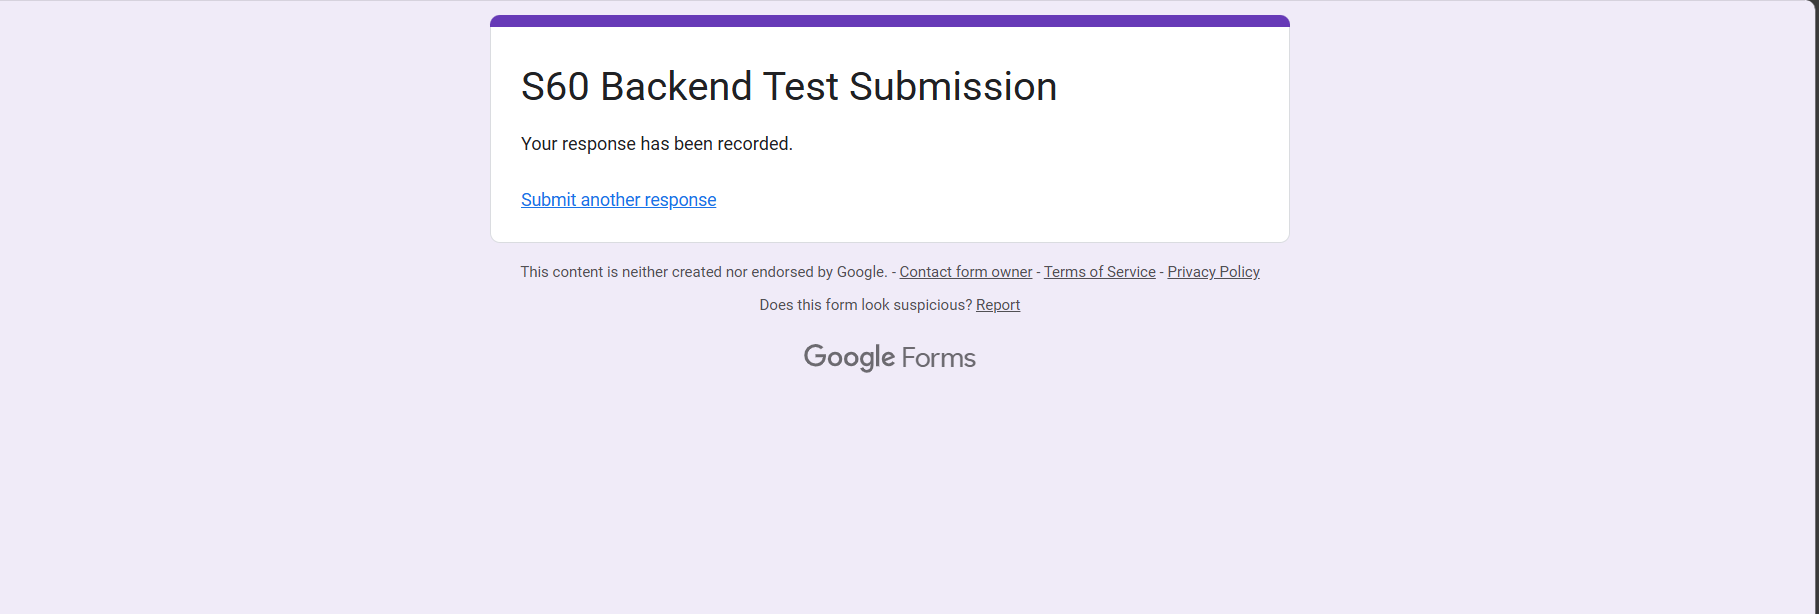 S60 Backend Test Submission
Your response has been recorded.
Submit another response
This content is neither created nor endorsed by Google. - Contact form owner - Terms of Service - Privacy Policy
Does this form look suspicious? Report
Google Forms